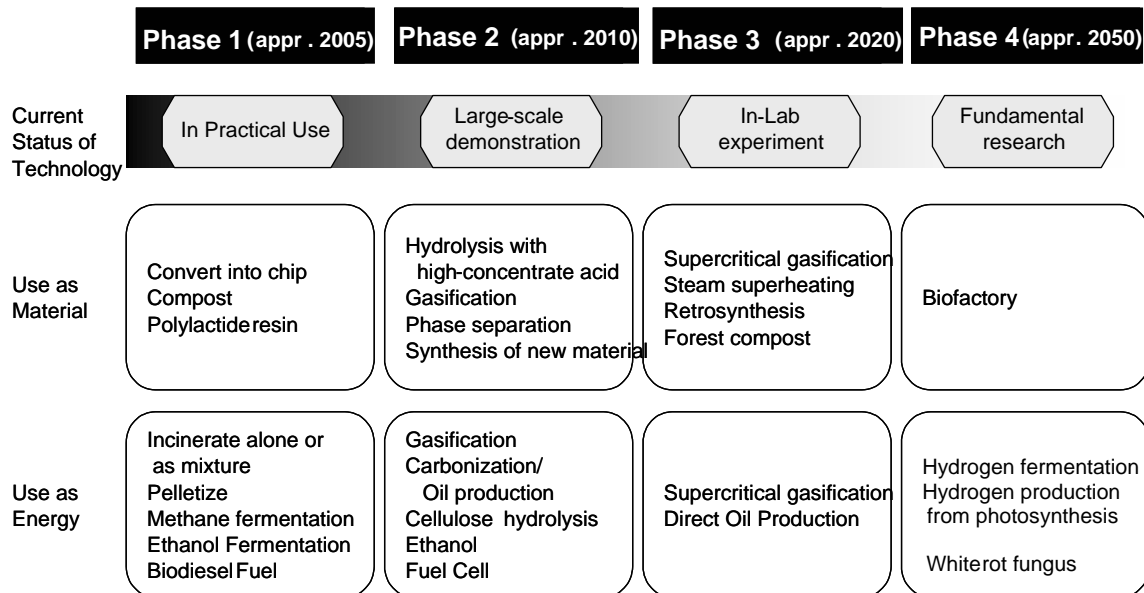 Phase 1 (appr . 2005)
Phase 2 (appr . 2010)
Phase 3 (appr . 2020)
Phase 4 (appr . 2050)
Current
Status of
Technology
In Practical Use
Large-scale
demonstration
In-Lab
experiment
Fundamental
research
Use as
Material
Convert into chip
Compost
Polylactide resin
Hydrolysis with
high-concentrate acid
Gasification
Phase separation
Synthesis of new material
Supercritical gasification
Steam superheating
Retrosynthesis
Forest compost
Biofactory
Use as
Energy
Incinerate alone or
as mixture
Pelletize
Methane fermentation
Ethanol Fermentation
Biodiesel Fuel
Gasification
Carbonization/
Oil production
Cellulose hydrolysis
Ethanol
Fuel Cell
Supercritical gasification
Direct Oil Production
Hydrogen fermentation
Hydrogen production
from photosynthesis
Whiterot fungus